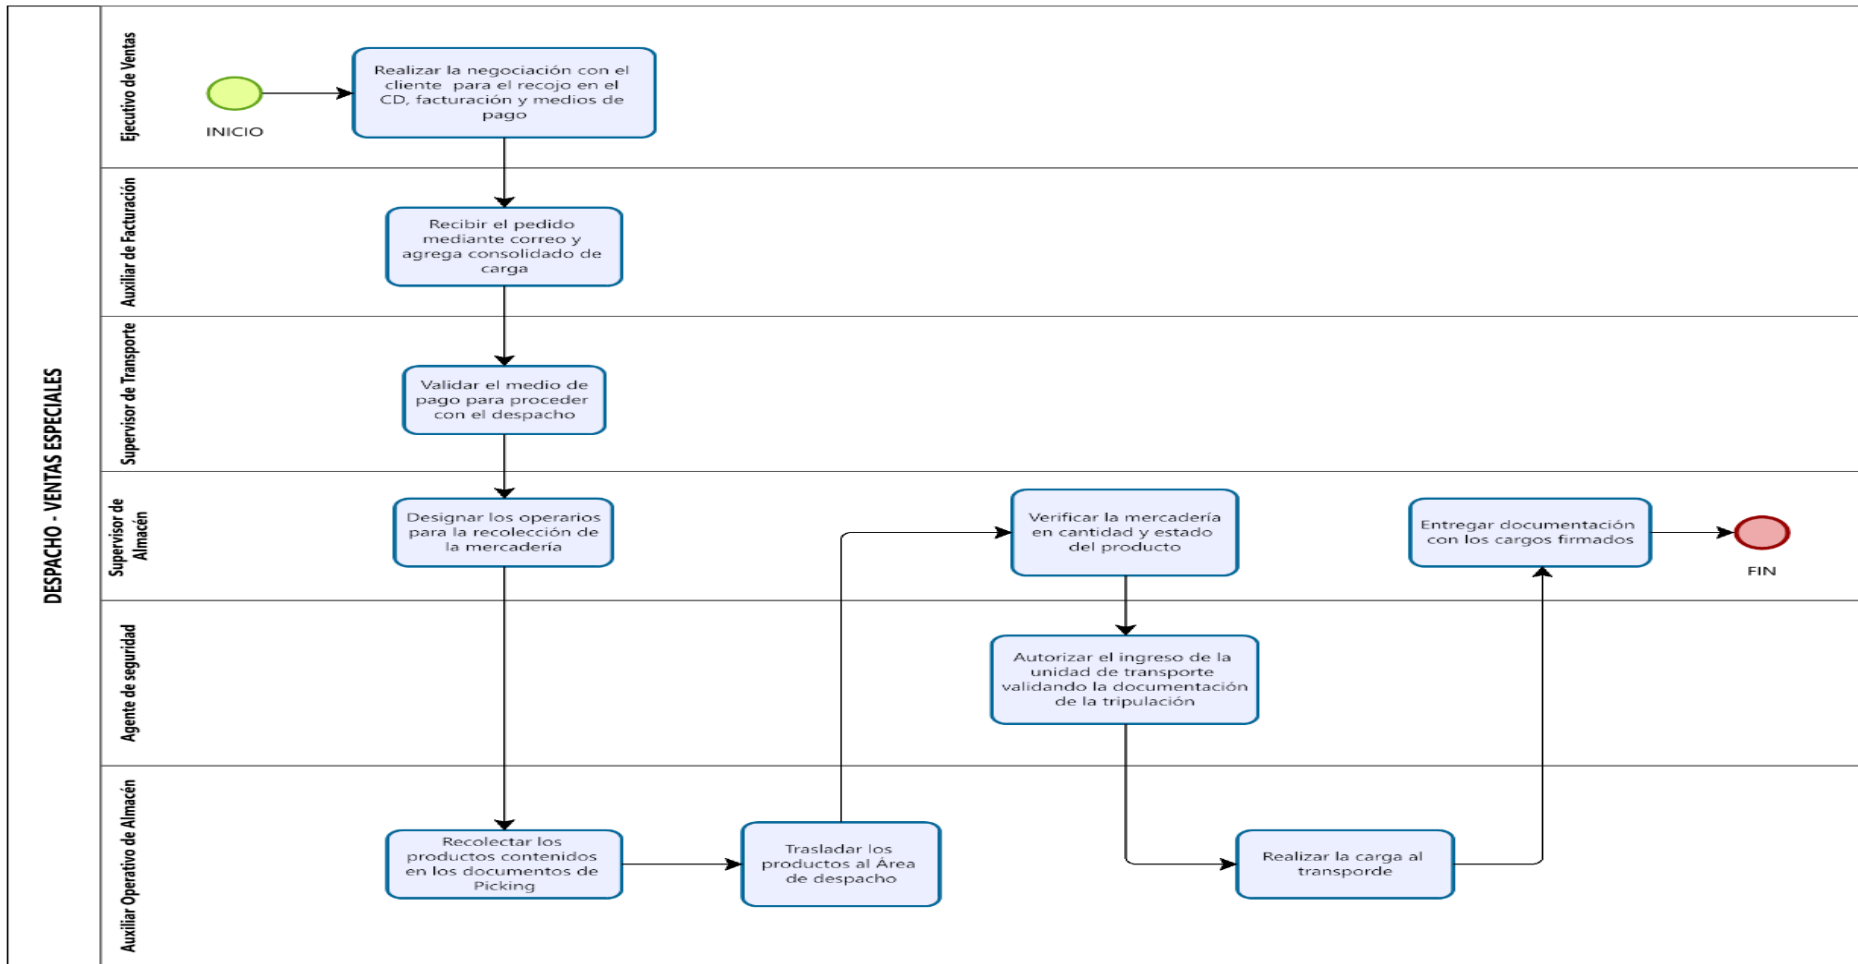 DESPACHO - VENTAS ESPECIALES
Ejecutivo de Ventas
INICIO
Realizar la negociación con el
cliente para el recojo en el
CD, facturación y medios de
pago
Auxiliar de Facturación
Recibir el pedido
mediante correo y
agrega consolidado de
carga
Supervisor de Transporte
Validar el medio de
pago para proceder
con el despacho
Supervisor de
Almacén
Designar los operarios
para la recolección de
la mercadería
Verificar la mercadería
en cantidad y estado
del producto
Entregar documentación
con los cargos firmados
FIN
Agente de seguridad
Autorizar el ingreso de la
unidad de transporte
validando la documentación
de la tripulación
Auxiliar Operativo de Almacén
Recolectar los
productos contenidos
en los documentos de
Picking
Trasladar los
productos al Área
de despacho
Realizar la carga al
transporde